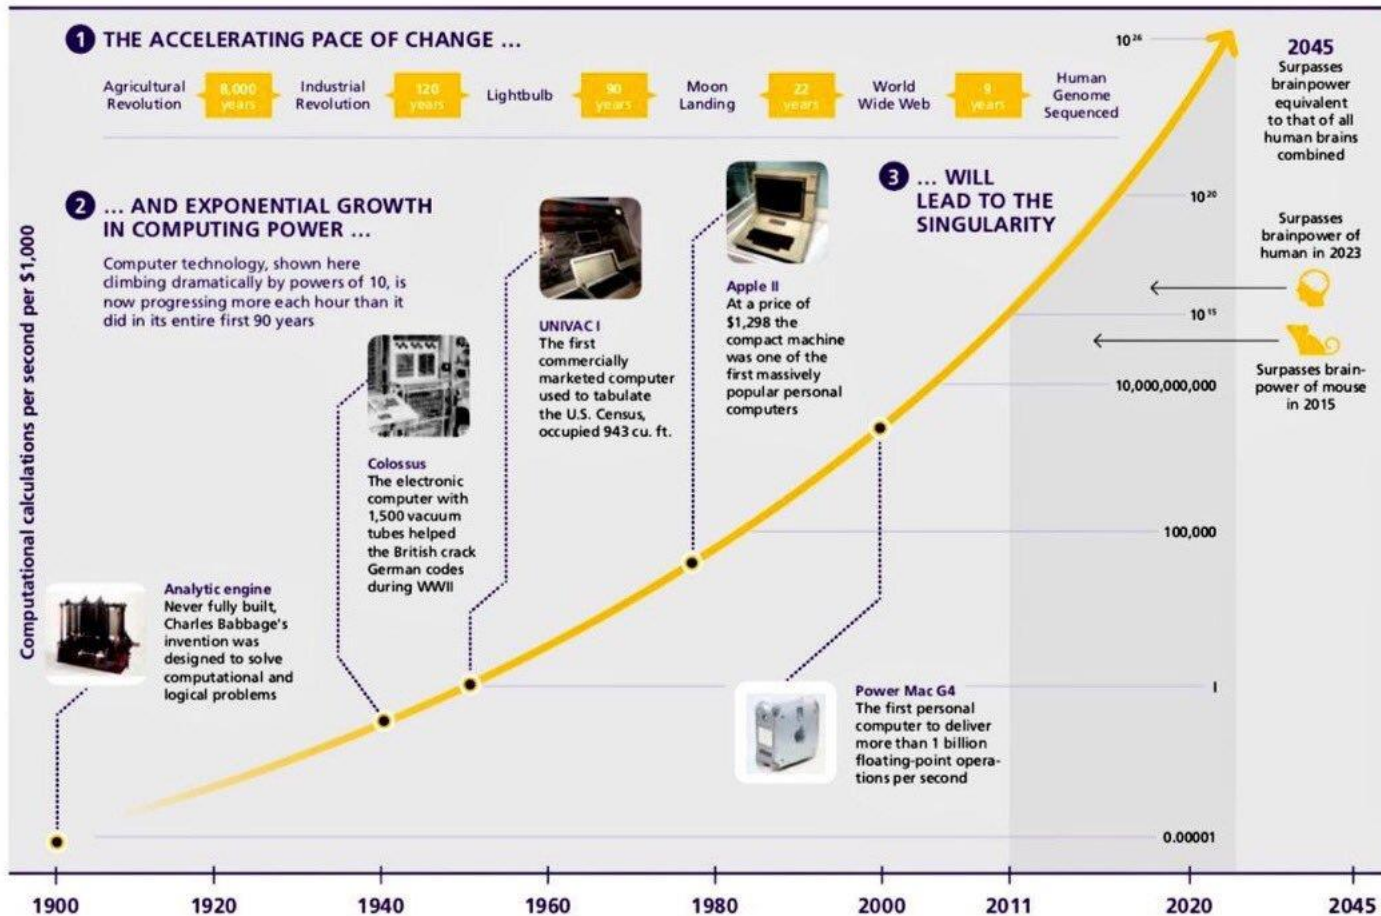 1 THE ACCELERATING PACE OF CHANGE ...
Agricultural
Revolution
8,000
years
Industrial
Revolution
120
years
Lightbulb
90
years
Moon
Landing
22
years
World
Wide Web
9
years
Human
Genome
Sequenced
2 ... AND EXPONENTIAL GROWTH
IN COMPUTING POWER ...
Computer technology, shown here
climbing dramatically by powers of 10, is
now progressing more each hour than it
did in its entire first 90 years
3 ... WILL
LEAD TO THE
SINGULARITY
Computational calculations per second per $1,000
Analytic engine
Never fully built,
Charles Babbage's
invention was
designed to solve
computational and
logical problems
Colossus
The electronic
computer with
1,500 vacuum
tubes helped
the British crack
German codes
during WWII
UNIVAC I
The first
commercially
marketed computer
used to tabulate
the U.S. Census,
occupied 943 cu. ft.
Apple II
At a price of
$1,298 the
compact machine
was one of the
first massively
popular personal
computers
Power Mac G4
The first personal
computer to deliver
more than 1 billion
floating-point opera-
tions per second
10²⁶
10²⁰
10¹⁵
10,000,000,000
100,000
1
0.00001
2045
Surpasses
brainpower
equivalent
to that of all
human brains
combined
Surpasses
brainpower of
human in 2023
Surpasses brain-
power of mouse
in 2015
1900
1920
1940
1960
1980
2000
2011
2020
2045